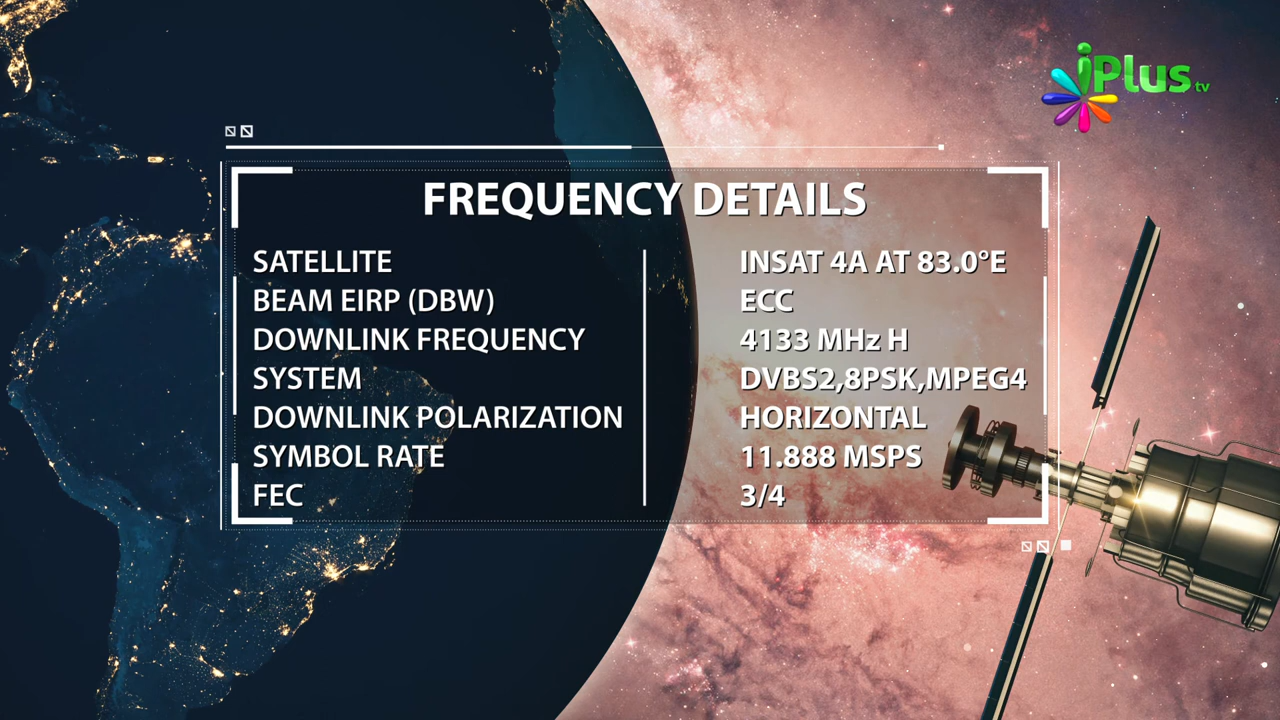 iPlus tv
FREQUENCY DETAILS
SATELLITE INSAT 4A AT 83.0°E
BEAM EIRP (DBW) ECC
DOWNLINK FREQUENCY 4133 MHz H
SYSTEM DVBS2,8PSK,MPEG4
DOWNLINK POLARIZATION HORIZONTAL
SYMBOL RATE 11.888 MSPS
FEC 3/4